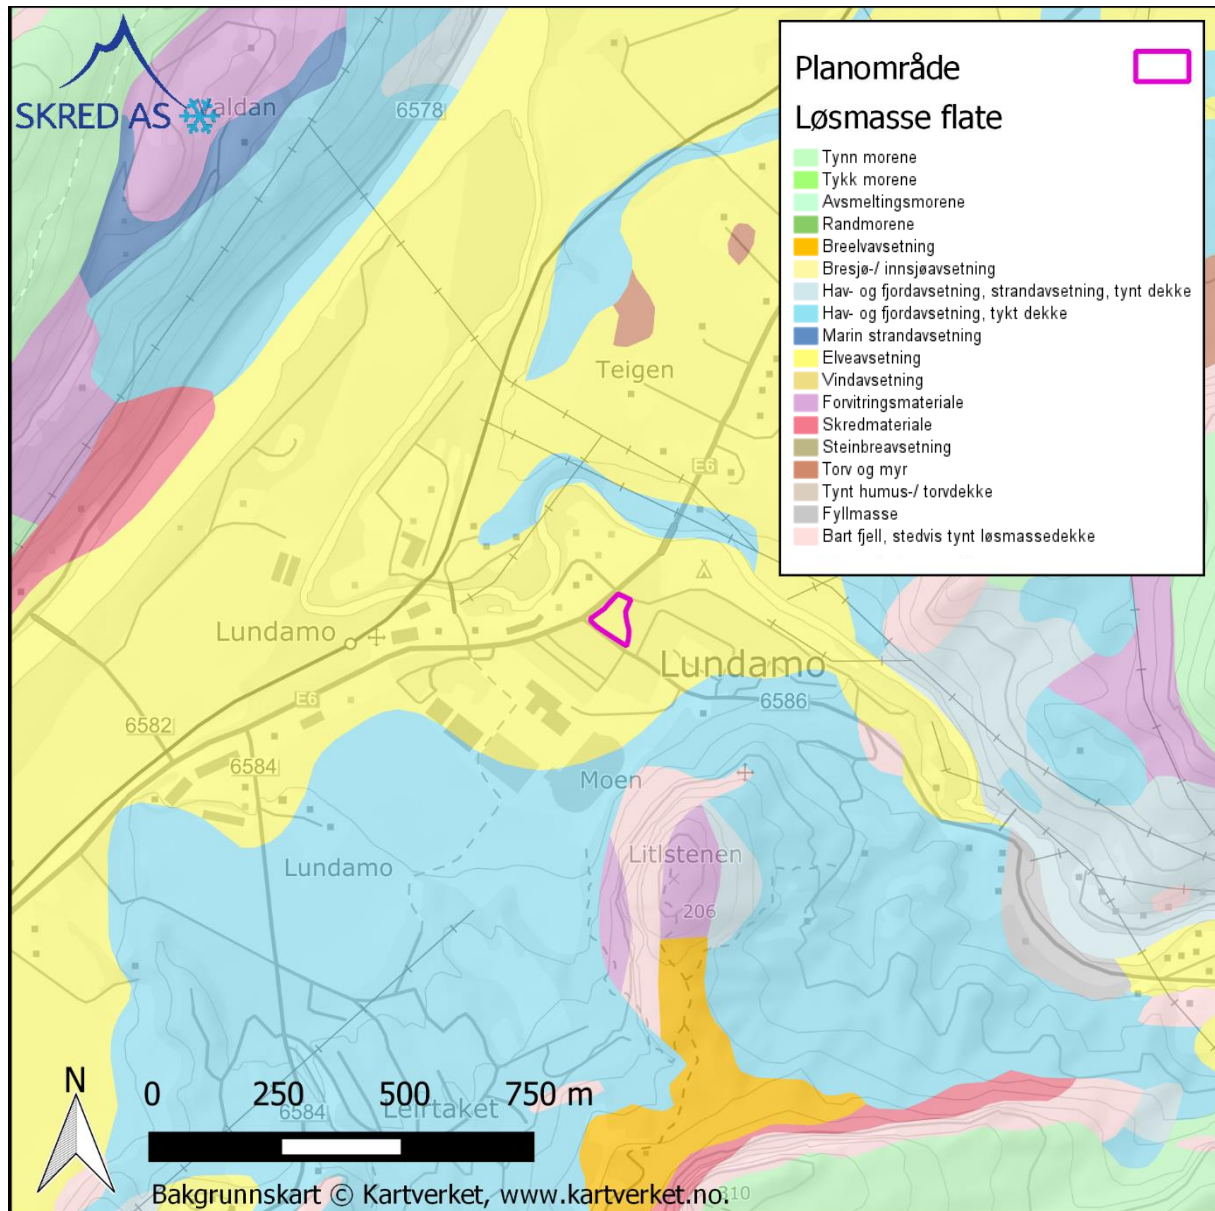 SKRED AS
Valdan
6578
Planområde
Løsmasse flate
Tynn morene
Tykk morene
Avsmeltingsmorene
Randmorene
Breelvavsetning
Bresjø-/ innsjøavsetning
Hav- og fjordavsetning, strandavsetning, tynt dekke
Hav- og fjordavsetning, tykt dekke
Marin strandavsetning
Elveavsetning
Vindavsetning
Forvitringsmateriale
Skredmateriale
Steinbreavsetning
Torv og myr
Tynt humus-/ torvdekke
Fyllmasse
Bart fjell, stedvis tynt løsmassedekke
Teigen
E6
Lundamo
Lundamo
E6
6586
6582
6584
Moen
Litlstenen
Lundamo
206
N
0 250 500 750 m
6584
Leirtaket
Bakgrunnskart © Kartverket, www.kartverket.no.
310